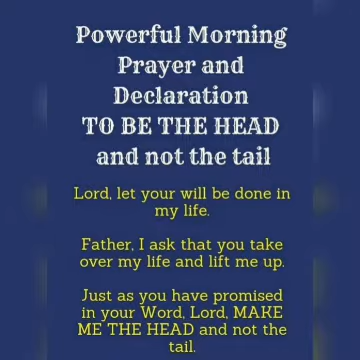 Powerful Morning
Prayer and
Declaration
TO BE THE HEAD
and not the tail
Lord, let your will be done in
my life.
Father, I ask that you take
over my life and lift me up.
Just as you have promised
in your Word, Lord, MAKE
ME THE HEAD and not the
tail.